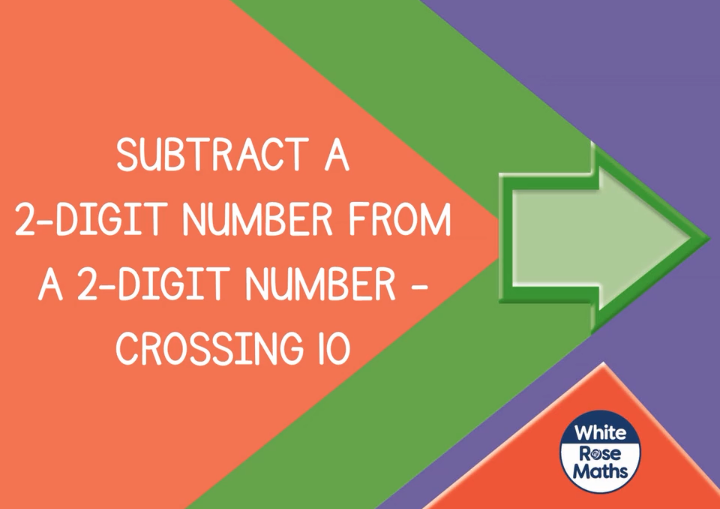 SUBTRACT A
2-DIGIT NUMBER FROM
A 2-DIGIT NUMBER -
CROSSING 10
White
Rose
Maths